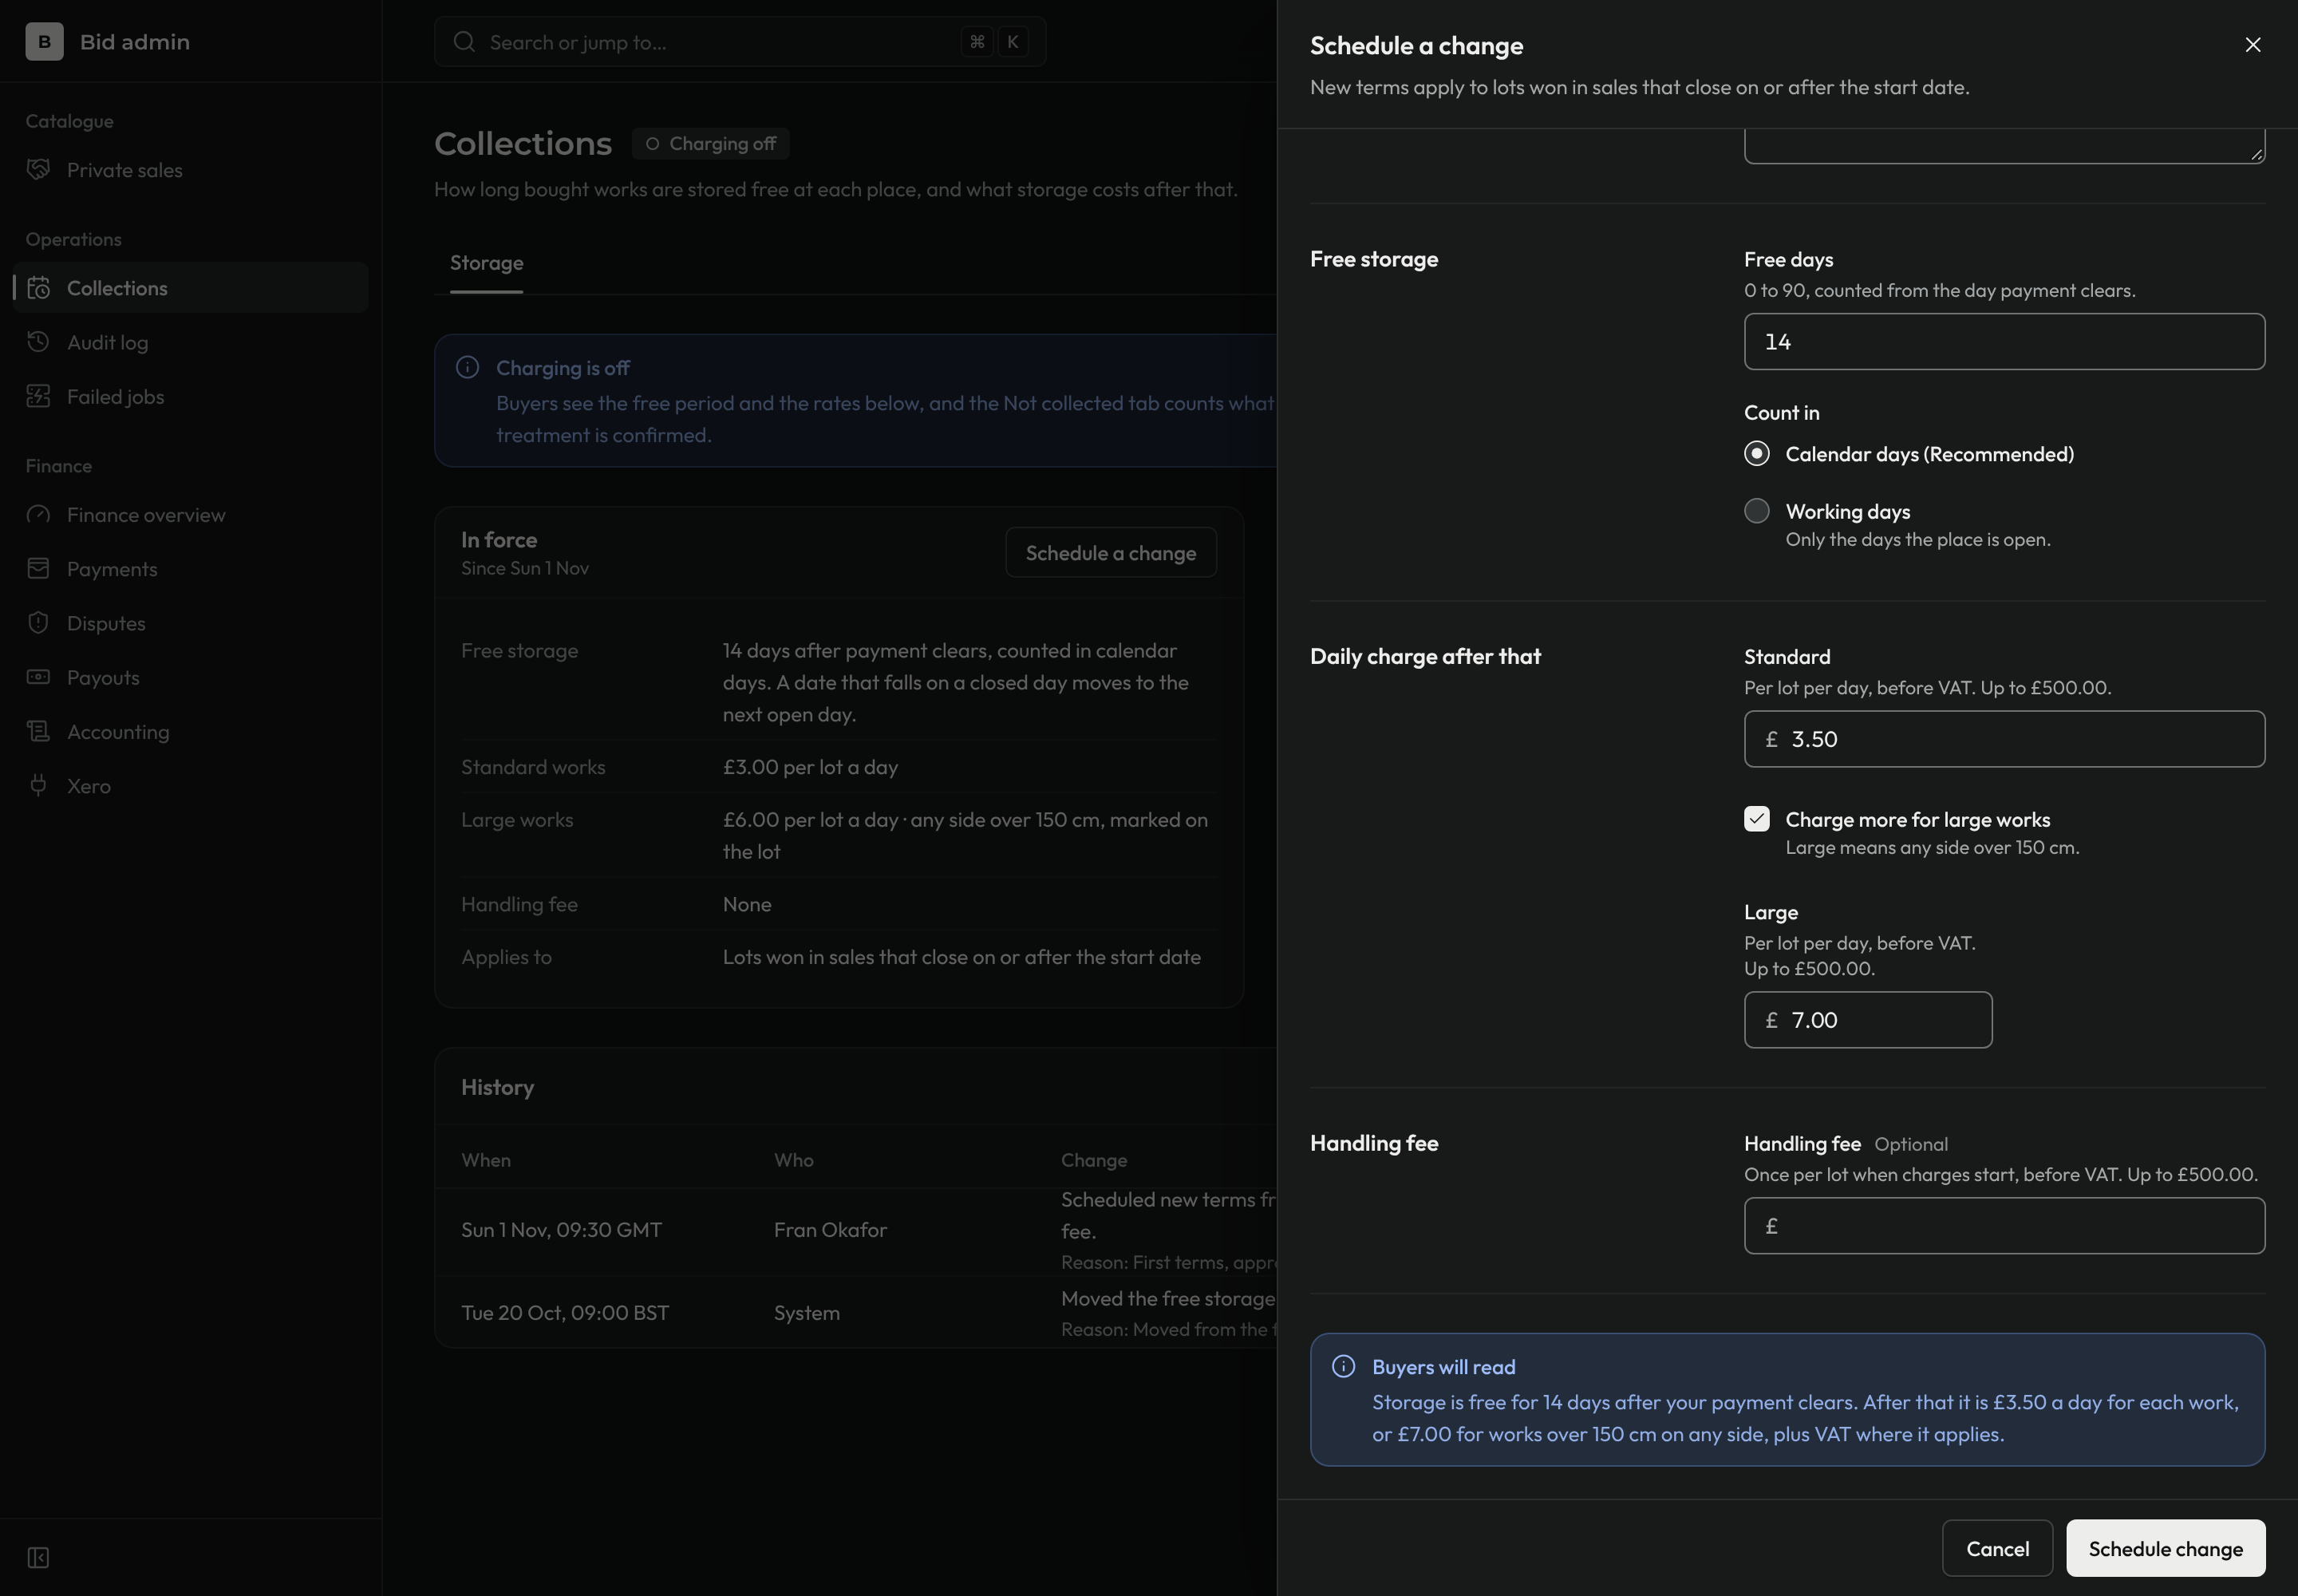 B Bid admin
Catalogue
Private sales
Operations
Collections
Audit log
Failed jobs
Finance
Finance overview
Payments
Disputes
Payouts
Accounting
Xero
Search or jump to…
⌘ K
Collections
Charging off
How long bought works are stored free at each place, and what storage costs after that.
Storage
Charging is off
Buyers see the free period and the rates below, and the Not collected tab counts what
treatment is confirmed.
In force
Since Sun 1 Nov
Schedule a change
Free storage
14 days after payment clears, counted in calendar
days. A date that falls on a closed day moves to the
next open day.
Standard works
£3.00 per lot a day
Large works
£6.00 per lot a day · any side over 150 cm, marked on
the lot
Handling fee
None
Applies to
Lots won in sales that close on or after the start date
History
When Who Change
Sun 1 Nov, 09:30 GMT
Fran Okafor
Scheduled new terms fr
fee.
Reason: First terms, appr
Tue 20 Oct, 09:00 BST
System
Moved the free storage
Reason: Moved from the f
Schedule a change
New terms apply to lots won in sales that close on or after the start date.
Free storage
Free days
0 to 90, counted from the day payment clears.
14
Count in
Calendar days (Recommended)
Working days
Only the days the place is open.
Daily charge after that
Standard
Per lot per day, before VAT. Up to £500.00.
£ 3.50
Charge more for large works
Large means any side over 150 cm.
Large
Per lot per day, before VAT.
Up to £500.00.
£ 7.00
Handling fee
Handling fee Optional
Once per lot when charges start, before VAT. Up to £500.00.
£
Buyers will read
Storage is free for 14 days after your payment clears. After that it is £3.50 a day for each work,
or £7.00 for works over 150 cm on any side, plus VAT where it applies.
Cancel
Schedule change